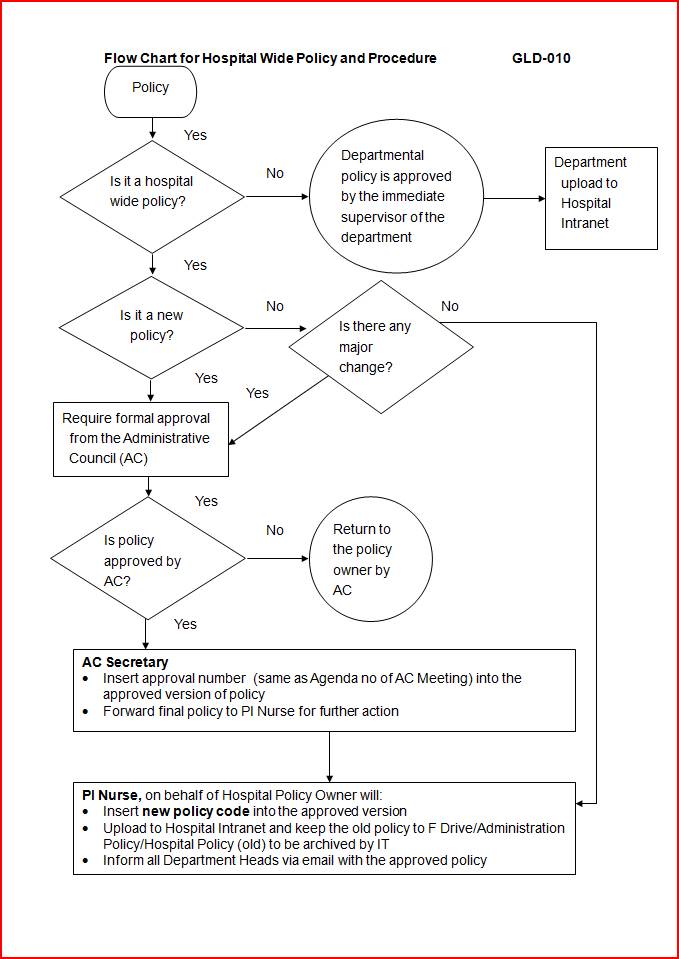 Flow Chart for Hospital Wide Policy and Procedure GLD-010
Policy
Yes
Is it a hospital
wide policy?
No
Departmental
policy is approved
by the immediate
supervisor of the
department
Department
upload to
Hospital
Intranet
Yes
Is it a new
policy?
No
Is there any
major
change?
No
Yes
Yes
Require formal approval
from the Administrative
Council (AC)
Yes
Is policy
approved by
AC?
No
Return to
the policy
owner by
AC
Yes
AC Secretary
• Insert approval number (same as Agenda no of AC Meeting) into the
approved version of policy
• Forward final policy to PI Nurse for further action
PI Nurse, on behalf of Hospital Policy Owner will:
• Insert new policy code into the approved version
• Upload to Hospital Intranet and keep the old policy to F Drive/Administration
Policy/Hospital Policy (old) to be archived by IT
• Inform all Department Heads via email with the approved policy